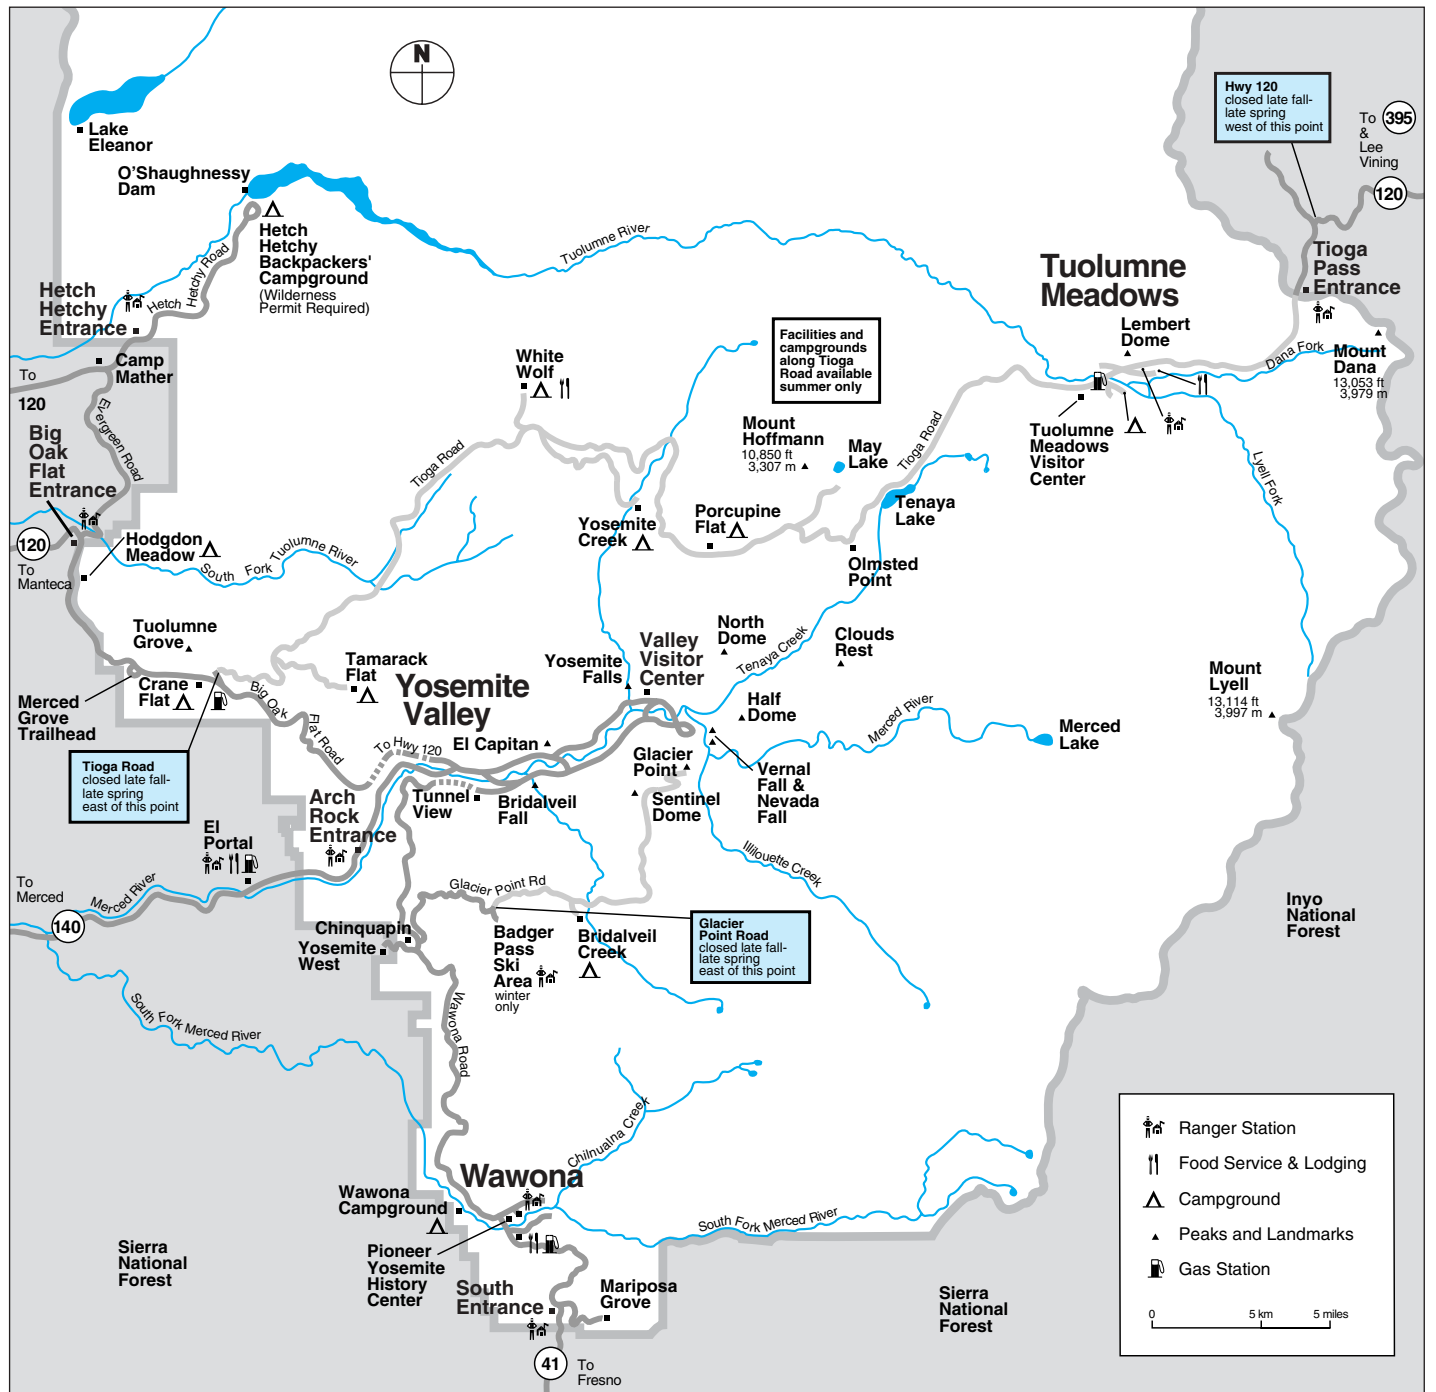 N
Hwy 120
closed late fall-
late spring
west of this point
To
&
Lee
Vining
395
120
Lake
Eleanor
O'Shaughnessy
Dam
Hetch
Hetchy
Backpackers'
Campground
(Wilderness
Permit Required)
Hetch Hetchy Road
Tuolumne River
Tuolumne
Meadows
Tioga
Pass
Entrance
Hetch
Hetchy
Entrance
Camp
Mather
To
120
Evergreen Road
White
Wolf
Facilities and
campgrounds
along Tioga
Road available
summer only
Lembert
Dome
Dana Fork
Mount
Dana
13,053 ft
3,979 m
Big
Oak
Flat
Entrance
Tioga Road
Mount
Hoffmann
10,850 ft
3,307 m
May
Lake
Tioga Road
Tuolumne
Meadows
Visitor
Center
Lyell Fork
120
To
Manteca
Hodgdon
Meadow
South Fork Tuolumne River
Yosemite
Creek
Porcupine
Flat
Tenaya
Lake
Olmsted
Point
Tuolumne
Grove
Tamarack
Flat
Yosemite
Valley
Yosemite
Falls
Valley
Visitor
Center
North
Dome
Tenaya Creek
Clouds
Rest
Mount
Lyell
13,114 ft
3,997 m
Merced
Grove
Trailhead
Crane
Flat
Big Oak Flat Road
To Hwy 120
El Capitan
Half
Dome
Merced River
Merced
Lake
Tioga Road
closed late fall-
late spring
east of this point
Glacier
Point
Vernal
Fall &
Nevada
Fall
Arch
Rock
Entrance
Tunnel
View
Bridalveil
Fall
Sentinel
Dome
El
Portal
Illilouette Creek
To
Merced
Merced River
140
Glacier Point Rd
Chinquapin
Yosemite
West
Badger
Pass
Ski
Area
winter
only
Bridalveil
Creek
Glacier
Point Road
closed late fall-
late spring
east of this point
Inyo
National
Forest
South Fork Merced River
Wawona Road
Chilnualna Creek
Wawona
Wawona
Campground
South Fork Merced River
Pioneer
Yosemite
History
Center
South
Entrance
Mariposa
Grove
Sierra
National
Forest
Sierra
National
Forest
41
To
Fresno
Ranger Station
Food Service & Lodging
Campground
Peaks and Landmarks
Gas Station
0 5 km 5 miles